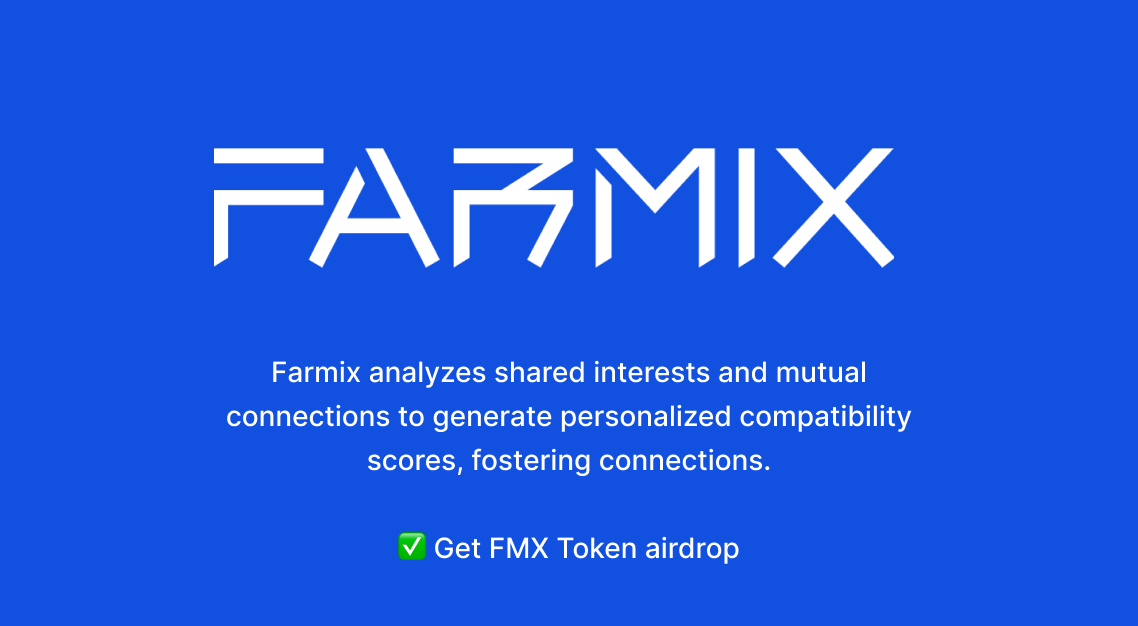 FARMIX
Farmix analyzes shared interests and mutual
connections to generate personalized compatibility
scores, fostering connections.
✅ Get FMX Token airdrop